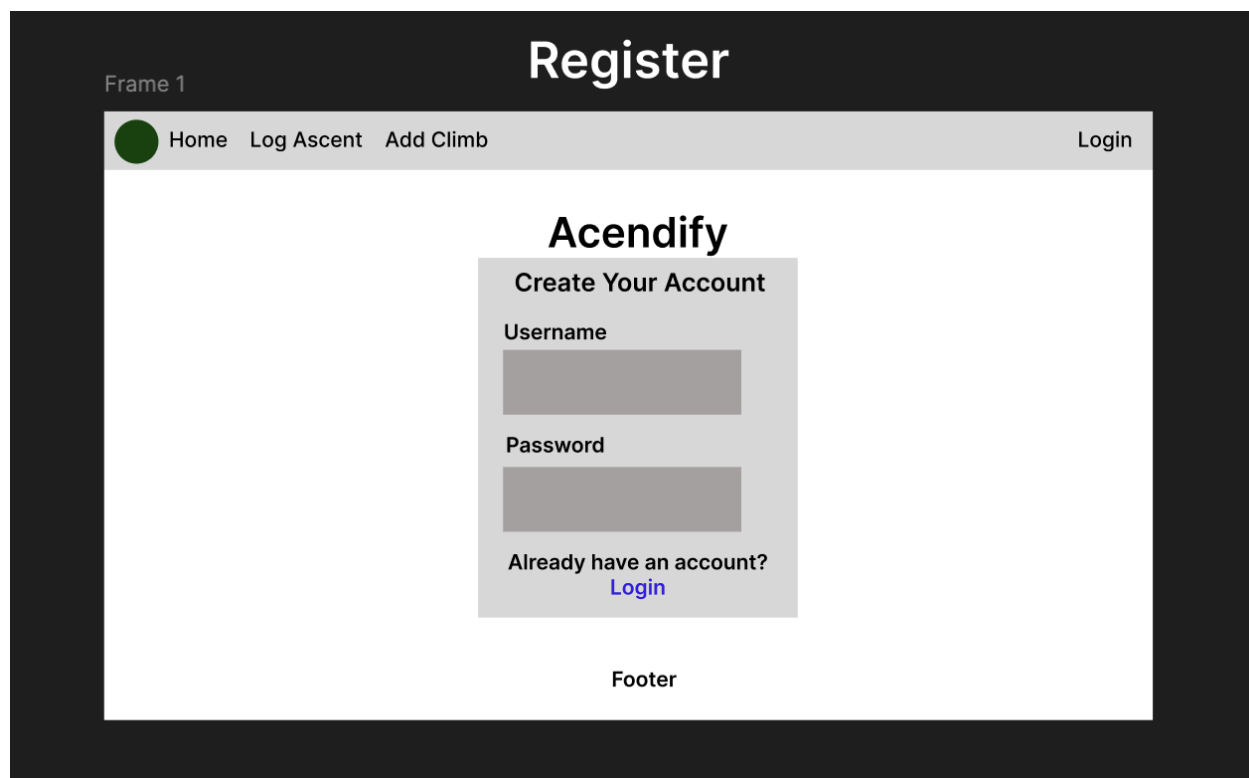 Register
Frame 1
Home Log Ascent Add Climb Login
Acendify
Create Your Account
Username
Password
Already have an account?
Login
Footer